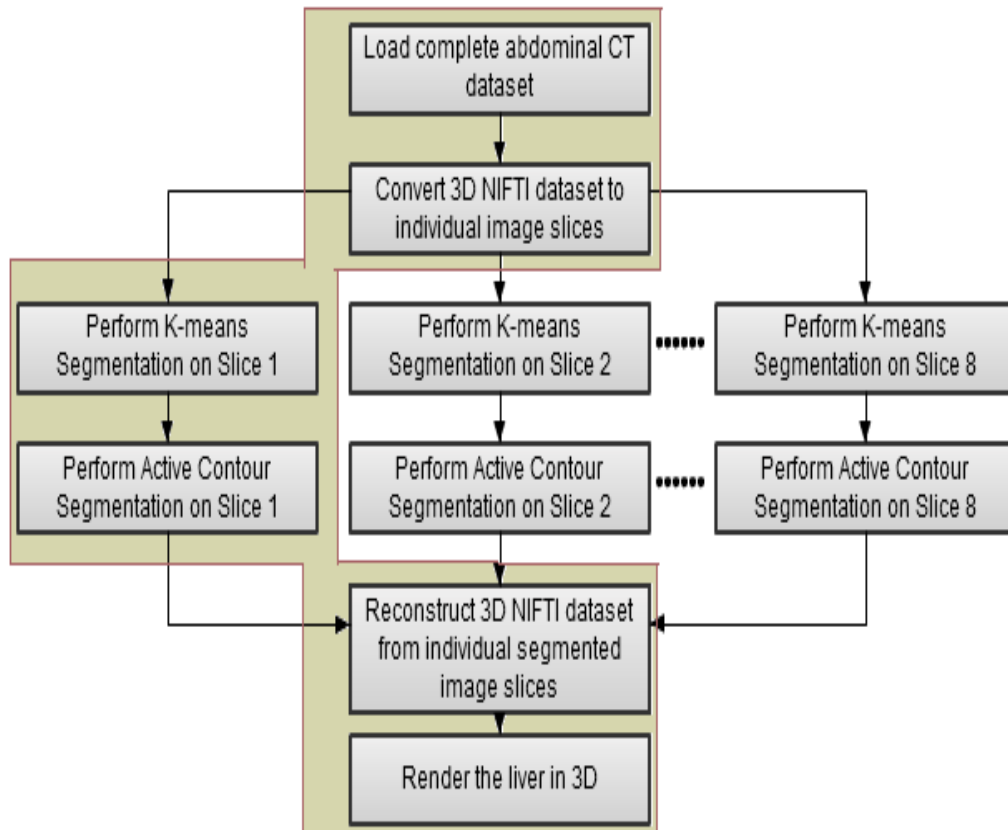 Load complete abdominal CT
dataset
Convert 3D NIFTI dataset to
individual image slices
Perform K-means
Segmentation on Slice 1
Perform K-means
Segmentation on Slice 2
Perform K-means
Segmentation on Slice 8
Perform Active Contour
Segmentation on Slice 1
Perform Active Contour
Segmentation on Slice 2
Perform Active Contour
Segmentation on Slice 8
Reconstruct 3D NIFTI dataset
from individual segmented
image slices
Render the liver in 3D